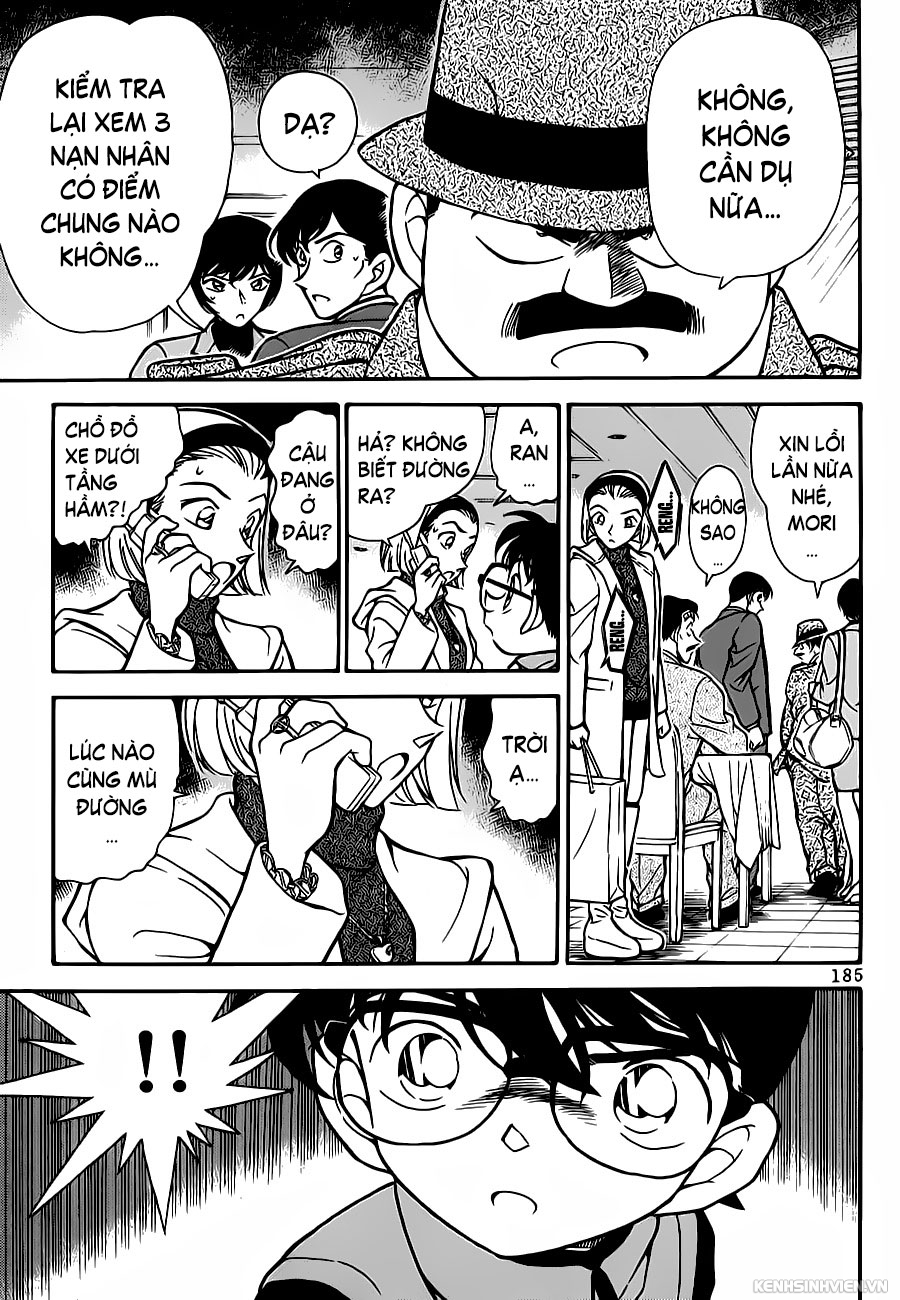 KHÔNG,
KHÔNG
CẦN DỤ
NỮA...
DẠ?
KIỂM TRA
LẠI XEM 3
NẠN NHÂN
CÓ ĐIỂM
CHUNG NÀO
KHÔNG...
XIN LỖI
LẦN NỮA
NHÉ,
MORI
...
KHÔNG
SAO
...
RENG...
RENG...
A,
RAN
...
HẢ? KHÔNG
BIẾT ĐƯỜNG
RA?
CẬU
ĐANG
Ở
ĐÂU?
CHỖ ĐỖ
XE DƯỚI
TẦNG
HẦM?!
TRỜI
Ạ...
LÚC NÀO
CŨNG MÙ
ĐƯỜNG
...
185
!!
KENHSINHVIEN.VN